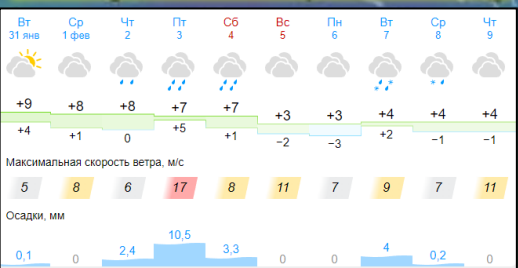 Вт Ср Чт Пт Сб Вс Пн Вт Ср Чт
31 янв 1 фев 2 3 4 5 6 7 8 9
+9 +8 +8 +7 +7 +3 +3 +4 +4 +4
+4 +1 0 +5 +1 −2 −3 +2 −1 −1
Максимальная скорость ветра, м/с
5 8 6 17 8 11 7 9 7 11
Осадки, мм
0,1 0 2,4 10,5 3,3 0 0 4 0,2 0